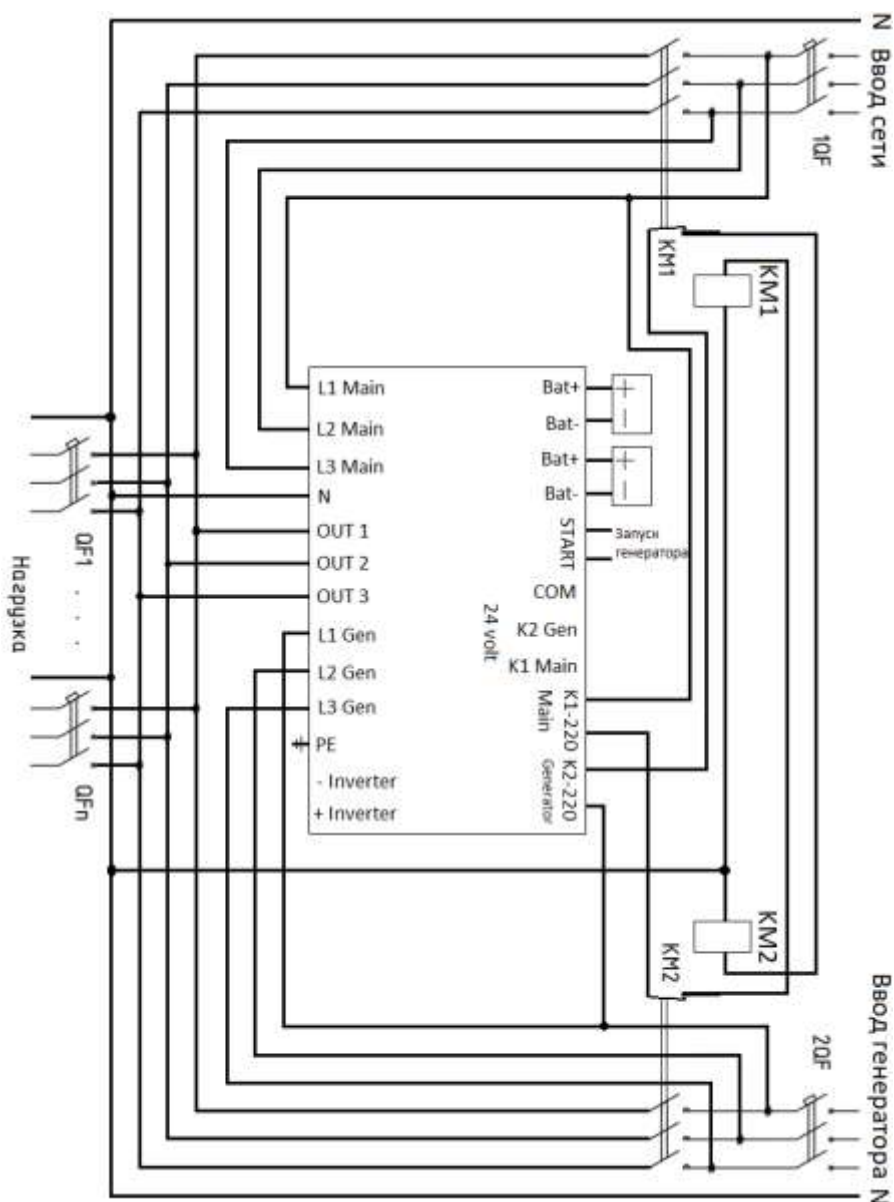 N
Ввод сети
1QF
KM1
KM1
L1 Main
L2 Main
L3 Main
N
OUT 1
OUT 2
OUT 3
L1 Gen
L2 Gen
L3 Gen
PE
- Inverter
+ Inverter
24 volt
Bat+
Bat-
Bat+
Bat-
START
Запуск
генератора
COM
K2 Gen
K1 Main
K1-220
Main
K2-220
Generator
+
-
+
-
QF1
. . .
Нагрузка
QFn
KM2
KM2
2QF
Ввод генератора N